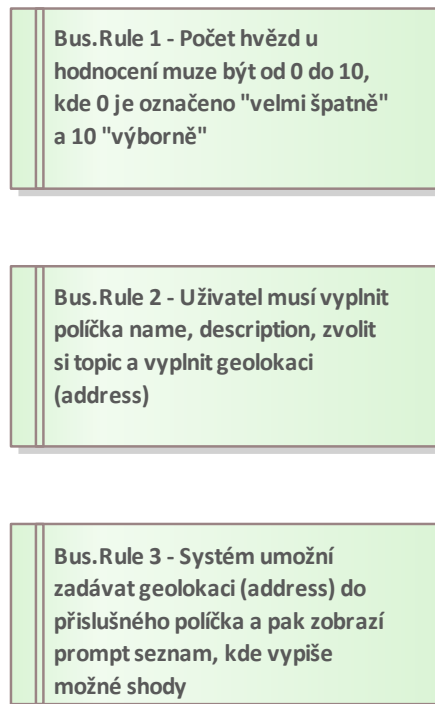 Bus.Rule 1 - Počet hvězd u
hodnocení muze být od 0 do 10,
kde 0 je označeno "velmi špatně"
a 10 "výborně"
Bus.Rule 2 - Uživatel musí vyplnit
políčka name, description, zvolit
si topic a vyplnit geolokaci
(address)
Bus.Rule 3 - Systém umožní
zadávat geolokaci (address) do
přislušného políčka a pak zobrazí
prompt seznam, kde vypiše
možné shody